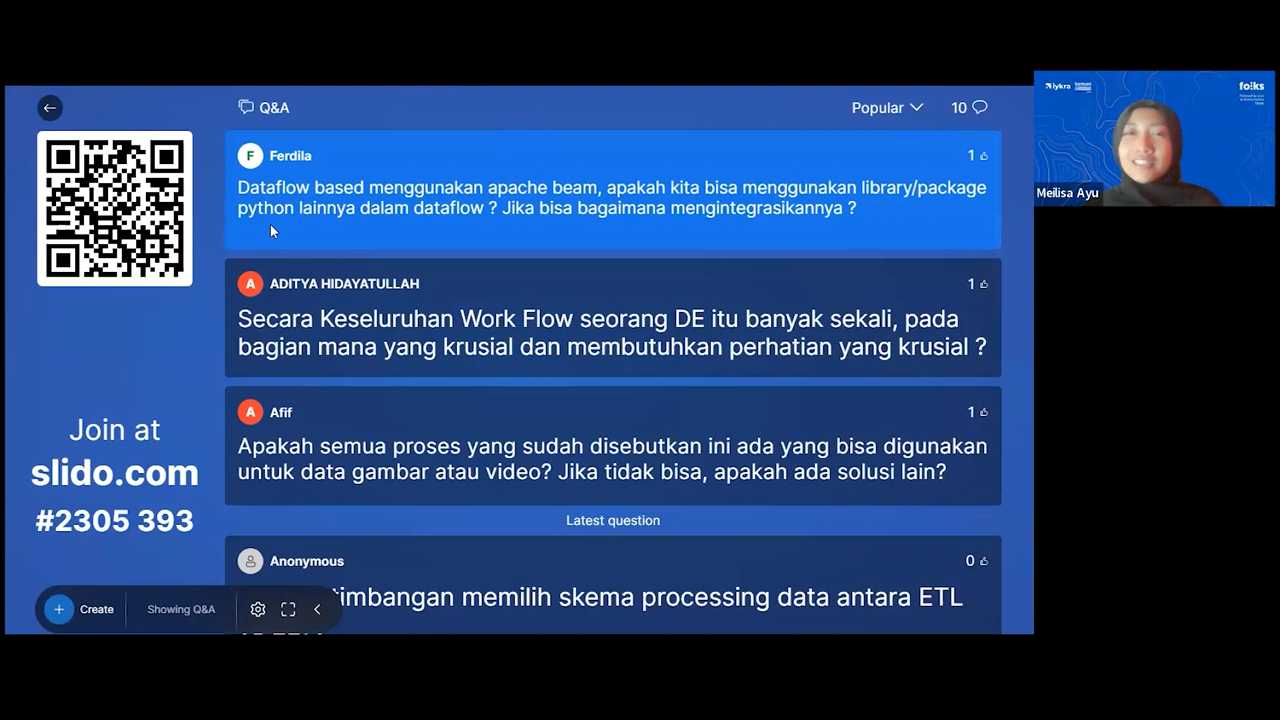 Q&A
Popular
10
F
Ferdila
1
Dataflow based menggunakan apache beam, apakah kita bisa menggunakan library/package
python lainnya dalam dataflow ? Jika bisa bagaimana mengintegrasikannya ?
A
ADITYA HIDAYATULLAH
1
Secara Keseluruhan Work Flow seorang DE itu banyak sekali, pada
bagian mana yang krusial dan membutuhkan perhatian yang krusial ?
A
Afif
1
Apakah semua proses yang sudah disebutkan ini ada yang bisa digunakan
untuk data gambar atau video? Jika tidak bisa, apakah ada solusi lain?
Latest question
Anonymous
0
timbangan memilih skema processing data antara ETL
Join at
slido.com
#2305 393
+ Create
Showing Q&A
lykra
fo:ks
Meilisa Ayu